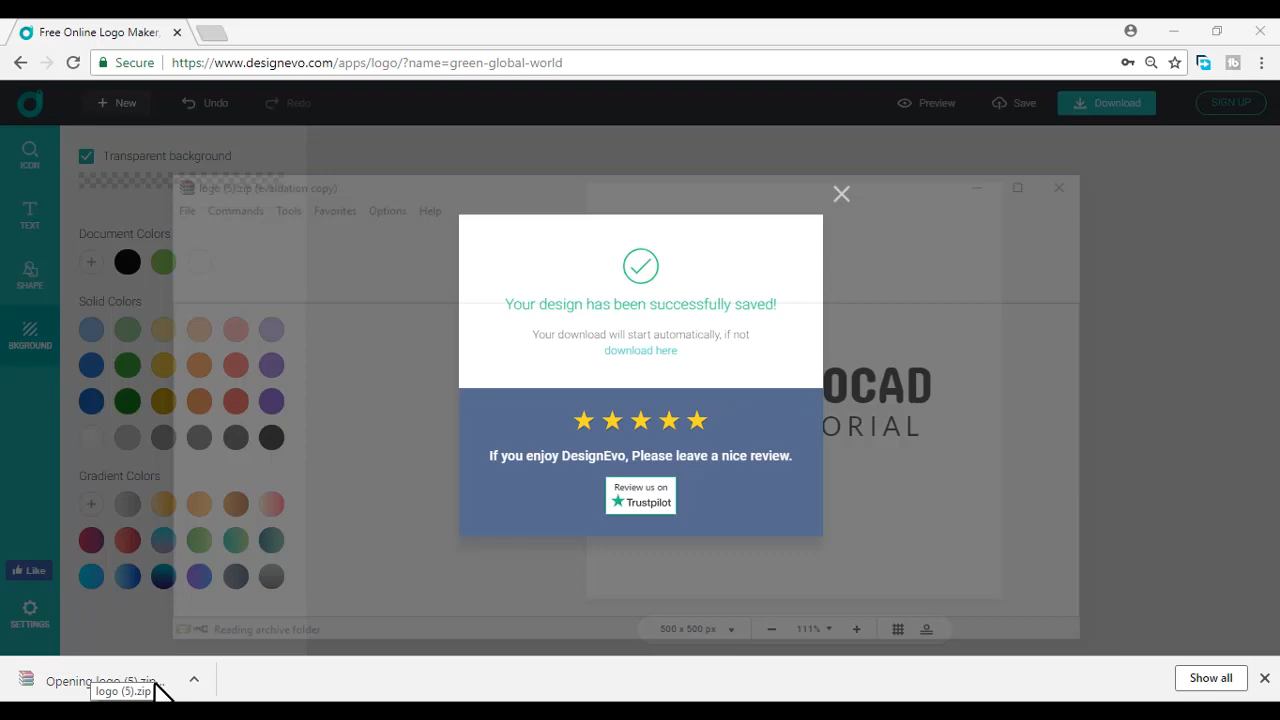 Free Online Logo Maker,
Secure
https://www.designevo.com/apps/logo/?name=green-global-world
New
Undo
Redo
Preview
Save
Download
SIGN UP
ICON
TEXT
SHAPE
BKGROUND
Like
SETTINGS
Transparent background
Document Colors
Solid Colors
Gradient Colors
logo (5).zip (evaluation copy)
File Commands Tools Favorites Options Help
Your design has been successfully saved!
Your download will start automatically, if not
download here
If you enjoy DesignEvo, Please leave a nice review.
Review us on
Trustpilot
OCAD
ORIAL
Reading archive folder
500 x 500 px
111%
Opening logo (5).zip...
logo (5).zip
Show all